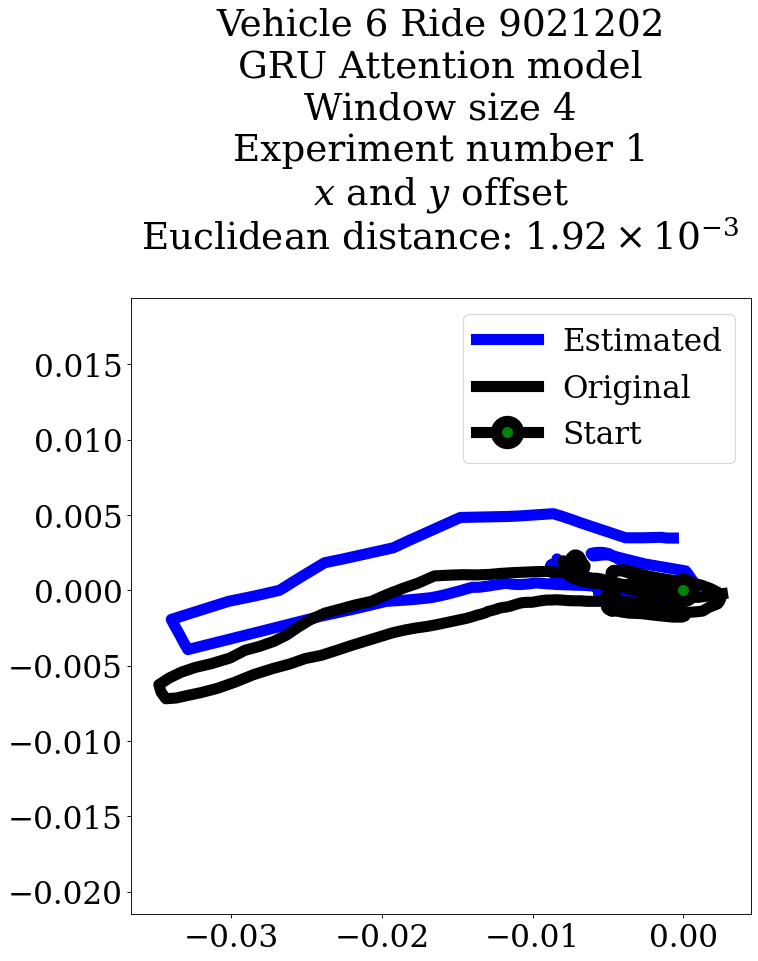 Vehicle 6 Ride 9021202
GRU Attention model
Window size 4
Experiment number 1
x and y offset
Euclidean distance: 1.92 × 10⁻³
Estimated
Original
Start
0.015
0.010
0.005
0.000
−0.005
−0.010
−0.015
−0.020
−0.03 −0.02 −0.01 0.00